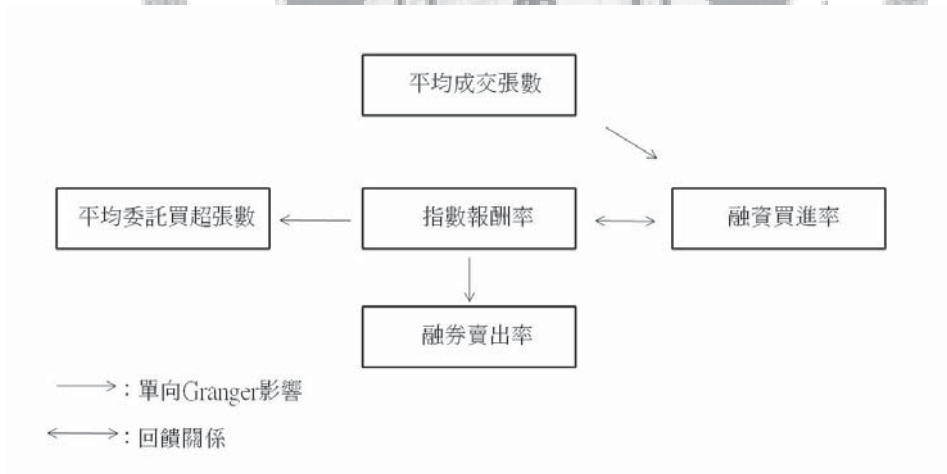 平均成交張數
平均委託買超張數
指數報酬率
融資買進率
融券賣出率
：單向Granger影響
：回饋關係